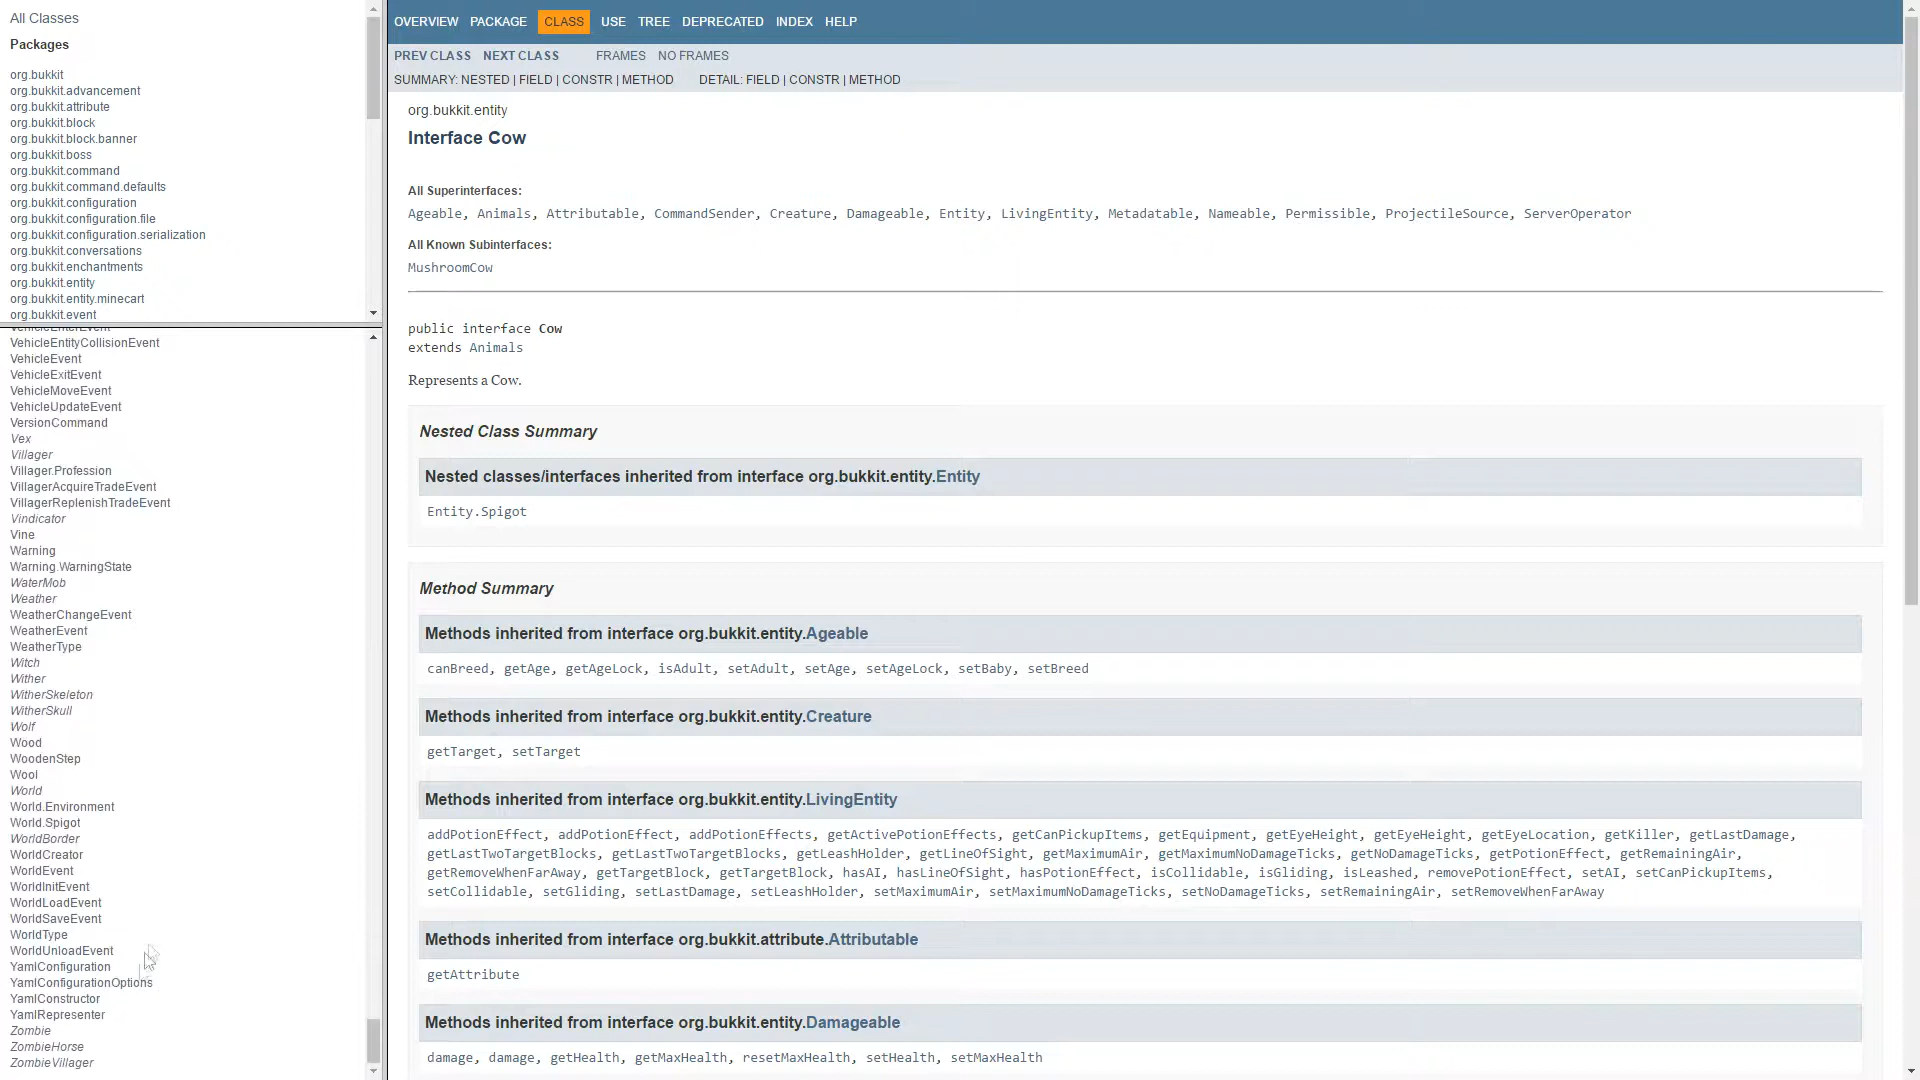 All Classes
Packages
org.bukkit
org.bukkit.advancement
org.bukkit.attribute
org.bukkit.block
org.bukkit.block.banner
org.bukkit.boss
org.bukkit.command
org.bukkit.command.defaults
org.bukkit.configuration
org.bukkit.configuration.file
org.bukkit.configuration.serialization
org.bukkit.conversations
org.bukkit.enchantments
org.bukkit.entity
org.bukkit.entity.minecart
org.bukkit.event
VehicleEnterEvent
VehicleEntityCollisionEvent
VehicleEvent
VehicleExitEvent
VehicleMoveEvent
VehicleUpdateEvent
VersionCommand
Vex
Villager
Villager.Profession
VillagerAcquireTradeEvent
VillagerReplenishTradeEvent
Vindicator
Vine
Warning
Warning.WarningState
WaterMob
Weather
WeatherChangeEvent
WeatherEvent
WeatherType
Witch
Wither
WitherSkeleton
WitherSkull
Wolf
Wood
WoodenStep
Wool
World
World.Environment
World.Spigot
WorldBorder
WorldCreator
WorldEvent
WorldInitEvent
WorldLoadEvent
WorldSaveEvent
WorldType
WorldUnloadEvent
YamlConfiguration
YamlConfigurationOptions
YamlConstructor
YamlRepresenter
Zombie
ZombieHorse
ZombieVillager
OVERVIEW PACKAGE CLASS USE TREE DEPRECATED INDEX HELP
PREV CLASS NEXT CLASS FRAMES NO FRAMES
SUMMARY: NESTED | FIELD | CONSTR | METHOD DETAIL: FIELD | CONSTR | METHOD
org.bukkit.entity
Interface Cow
All Superinterfaces:
Ageable, Animals, Attributable, CommandSender, Creature, Damageable, Entity, LivingEntity, Metadatable, Nameable, Permissible, ProjectileSource, ServerOperator
All Known Subinterfaces:
MushroomCow
public interface Cow
extends Animals
Represents a Cow.
Nested Class Summary
Nested classes/interfaces inherited from interface org.bukkit.entity.Entity
Entity.Spigot
Method Summary
Methods inherited from interface org.bukkit.entity.Ageable
canBreed, getAge, getAgeLock, isAdult, setAdult, setAge, setAgeLock, setBaby, setBreed
Methods inherited from interface org.bukkit.entity.Creature
getTarget, setTarget
Methods inherited from interface org.bukkit.entity.LivingEntity
addPotionEffect, addPotionEffect, addPotionEffects, getActivePotionEffects, getCanPickupItems, getEquipment, getEyeHeight, getEyeHeight, getEyeLocation, getKiller, getLastDamage,
getLastTwoTargetBlocks, getLastTwoTargetBlocks, getLeashHolder, getLineOfSight, getMaximumAir, getMaximumNoDamageTicks, getNoDamageTicks, getPotionEffect, getRemainingAir,
getRemoveWhenFarAway, getTargetBlock, getTargetBlock, hasAI, hasLineOfSight, hasPotionEffect, isCollidable, isGliding, isLeashed, removePotionEffect, setAI, setCanPickupItems,
setCollidable, setGliding, setLastDamage, setLeashHolder, setMaximumAir, setMaximumNoDamageTicks, setNoDamageTicks, setRemainingAir, setRemoveWhenFarAway
Methods inherited from interface org.bukkit.attribute.Attributable
getAttribute
Methods inherited from interface org.bukkit.entity.Damageable
damage, damage, getHealth, getMaxHealth, resetMaxHealth, setHealth, setMaxHealth